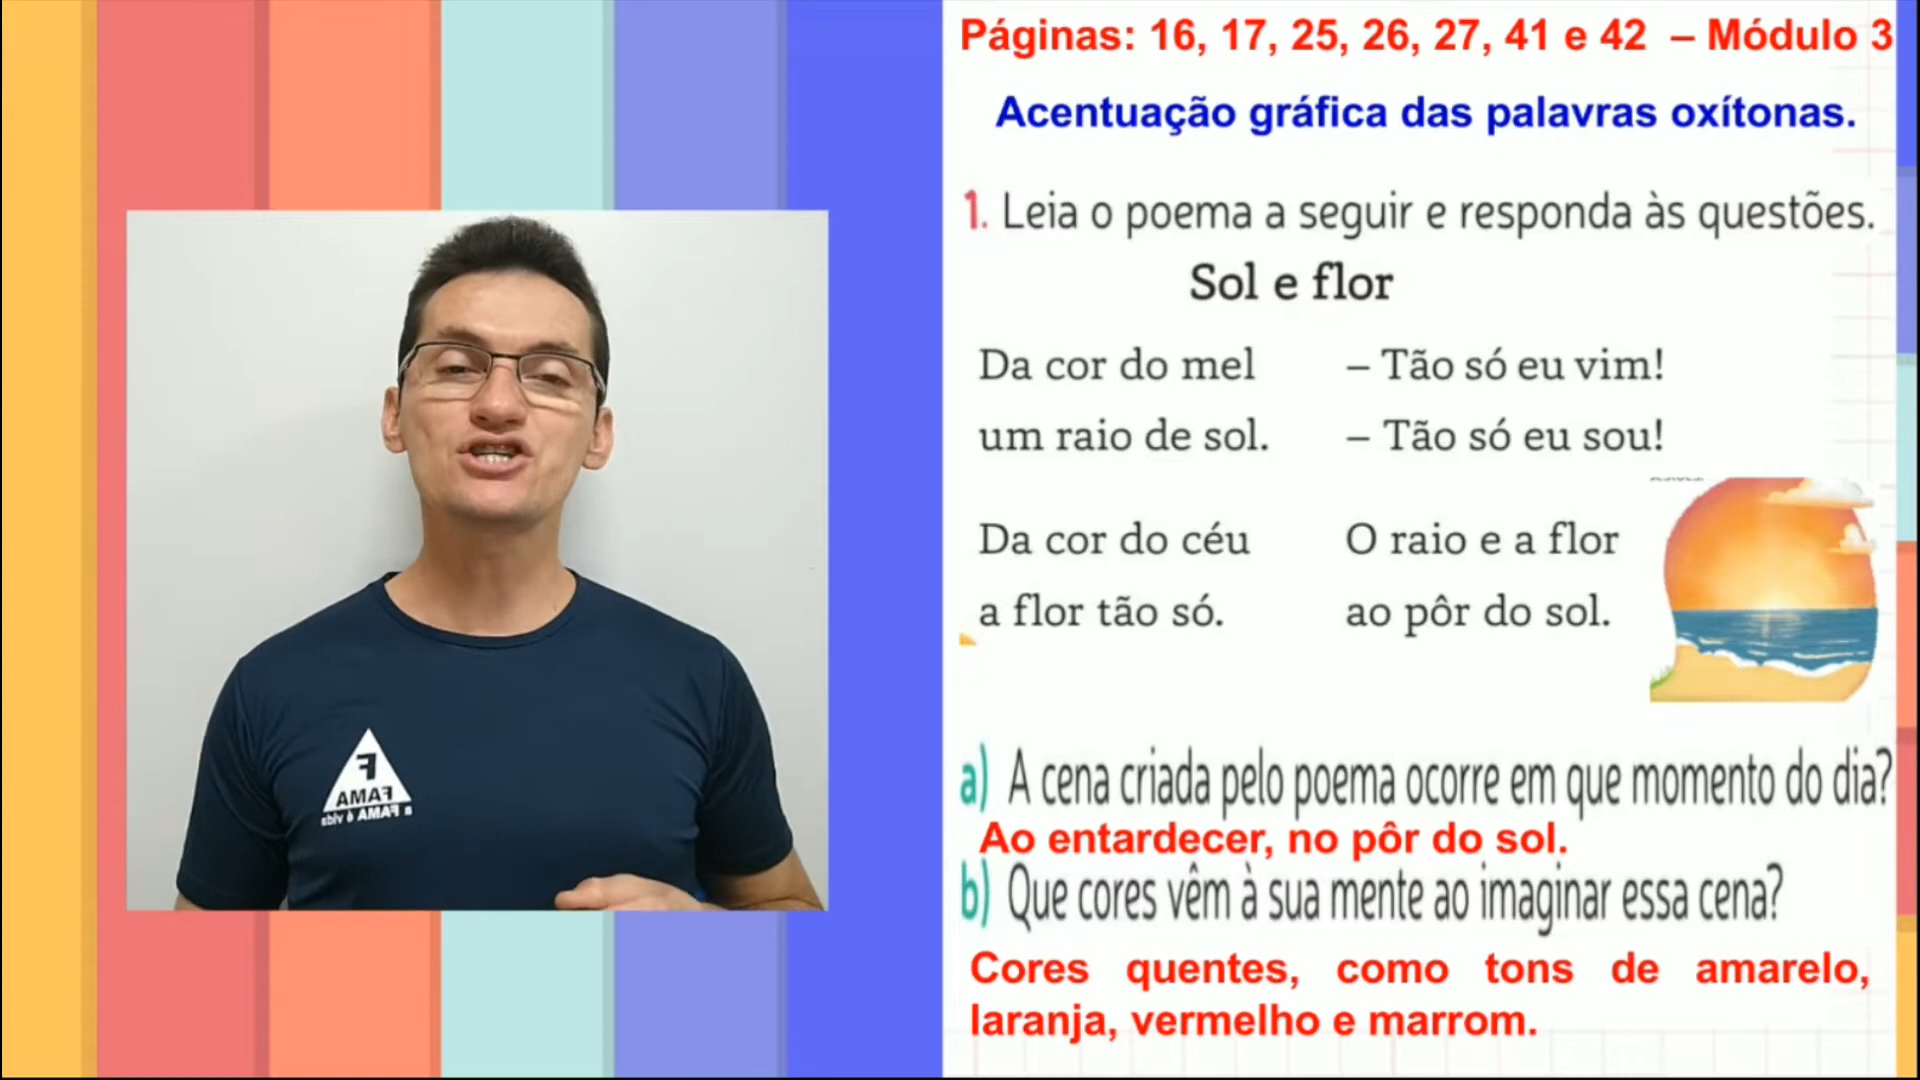 Páginas: 16, 17, 25, 26, 27, 41 e 42 – Módulo 3
Acentuação gráfica das palavras oxítonas.
1. Leia o poema a seguir e responda às questões.
Sol e flor
Da cor do mel
um raio de sol.
Da cor do céu
a flor tão só.
– Tão só eu vim!
– Tão só eu sou!
O raio e a flor
ao pôr do sol.
a) A cena criada pelo poema ocorre em que momento do dia?
Ao entardecer, no pôr do sol.
b) Que cores vêm à sua mente ao imaginar essa cena?
Cores quentes, como tons de amarelo,
laranja, vermelho e marrom.
F
FAMA
a FAMA é vida